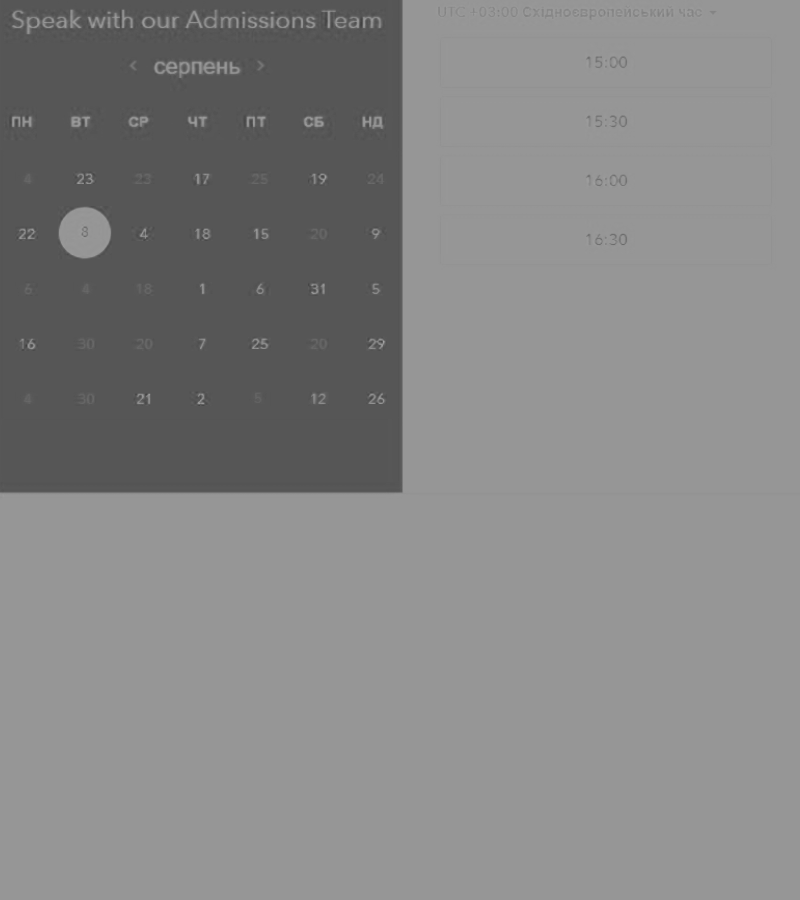 Speak with our Admissions Team
‹ серпень ›
ПН ВТ СР ЧТ ПТ СБ НД
4 23 23 17 25 19 24
22 8 4 18 15 20 9
6 4 18 1 6 31 5
16 30 20 7 25 20 29
4 30 21 2 5 12 26
UTC +03:00 Східноєвропейський час
15:00
15:30
16:00
16:30